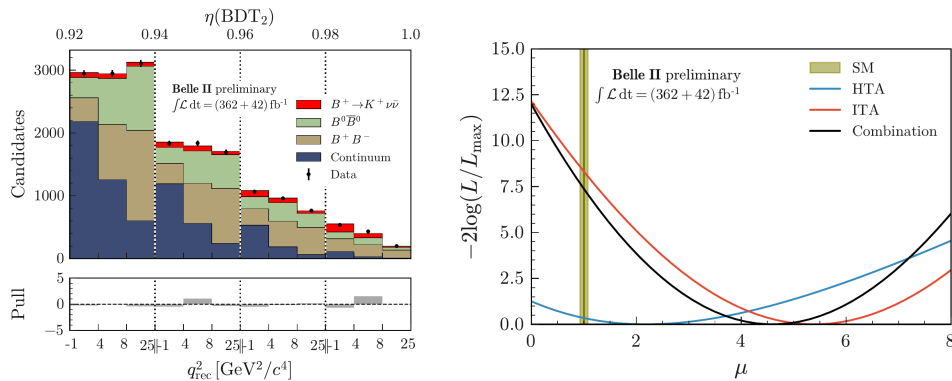 η(BDT₂)
0.92 0.94 0.96 0.98 1.0
Candidates
3200
2400
1600
800
0
Belle II preliminary
∫ℒ dt = (362 + 42) fb⁻¹
B⁺→K⁺νν̄
B⁰B̄⁰
B⁺B⁻
Continuum
Data
Pull
5
0
−5
-1 4 8 25 -1 4 8 25 -1 4 8 25 -1 4 8 25
q²rec [GeV²/c⁴]
−2log(L/Lmax)
15.0
12.5
10.0
7.5
5.0
2.5
0.0
Belle II preliminary
∫ℒ dt = (362 + 42) fb⁻¹
SM
HTA
ITA
Combination
0 2 4 6 8
μ